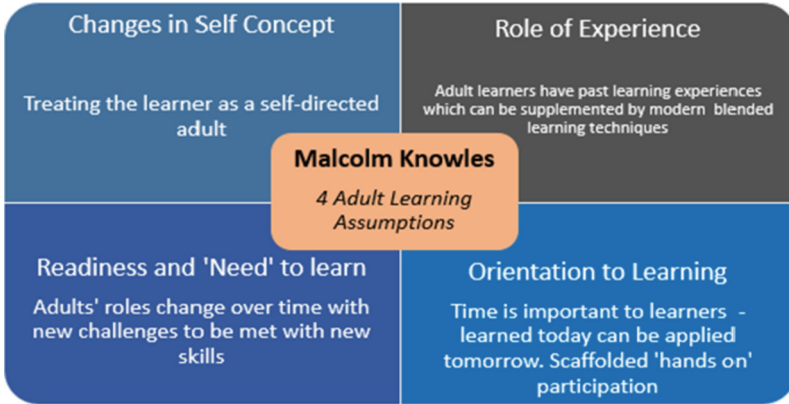 Changes in Self Concept
Treating the learner as a self-directed
adult
Role of Experience
Adult learners have past learning experiences
which can be supplemented by modern blended
learning techniques
Malcolm Knowles
4 Adult Learning
Assumptions
Readiness and 'Need' to learn
Adults' roles change over time with
new challenges to be met with new
skills
Orientation to Learning
Time is important to learners -
learned today can be applied
tomorrow. Scaffolded 'hands on'
participation